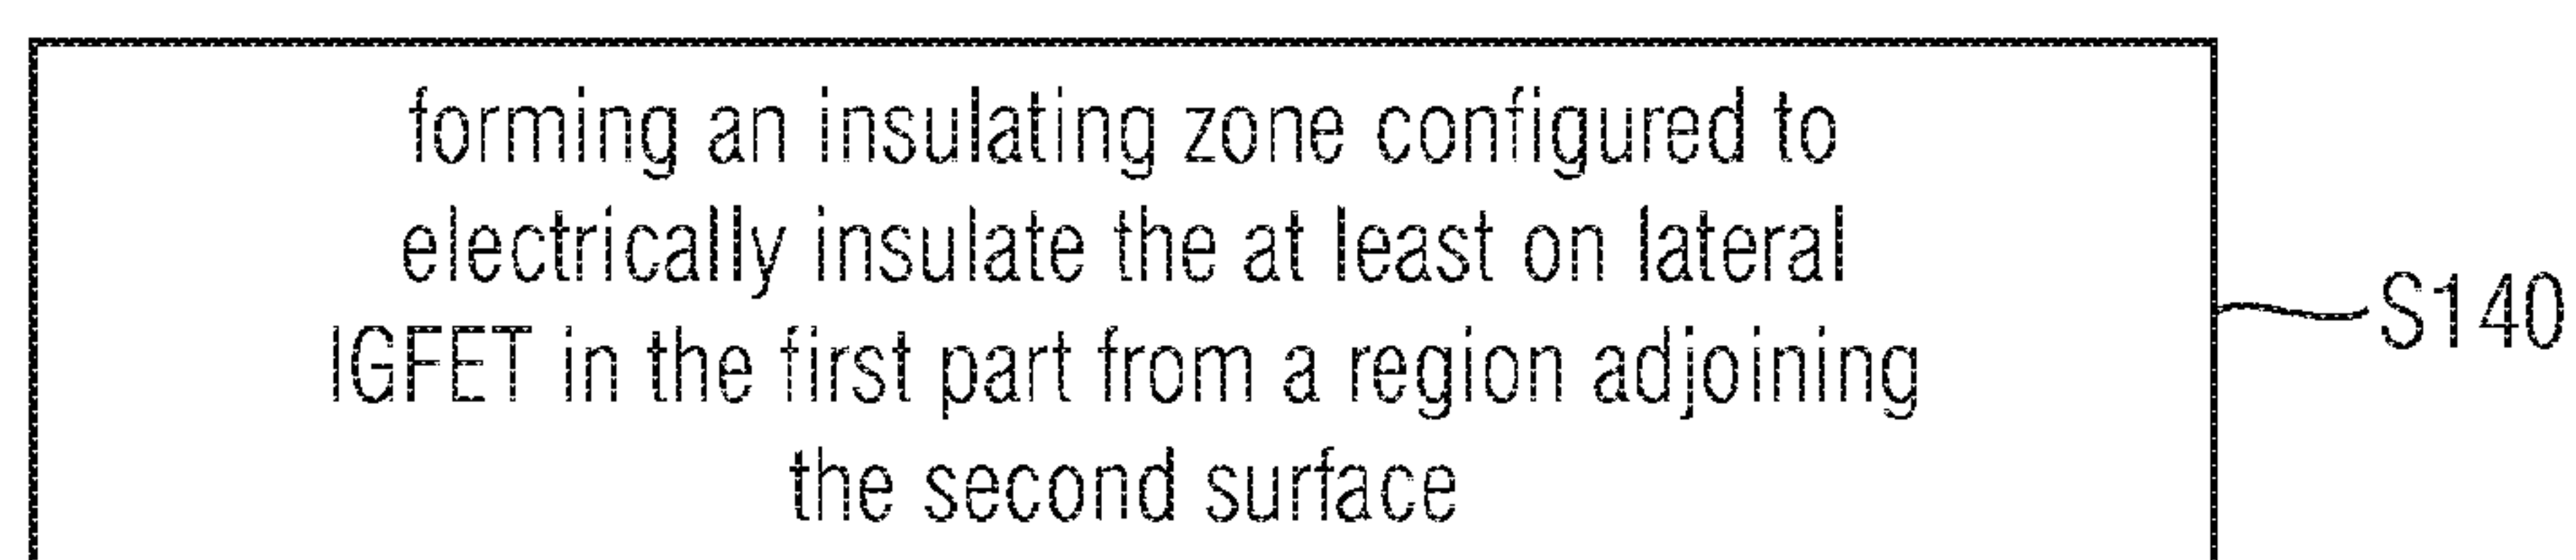 forming an insulating zone configured to
electrically insulate the at least on lateral
IGFET in the first part from a region adjoining
the second surface
S140